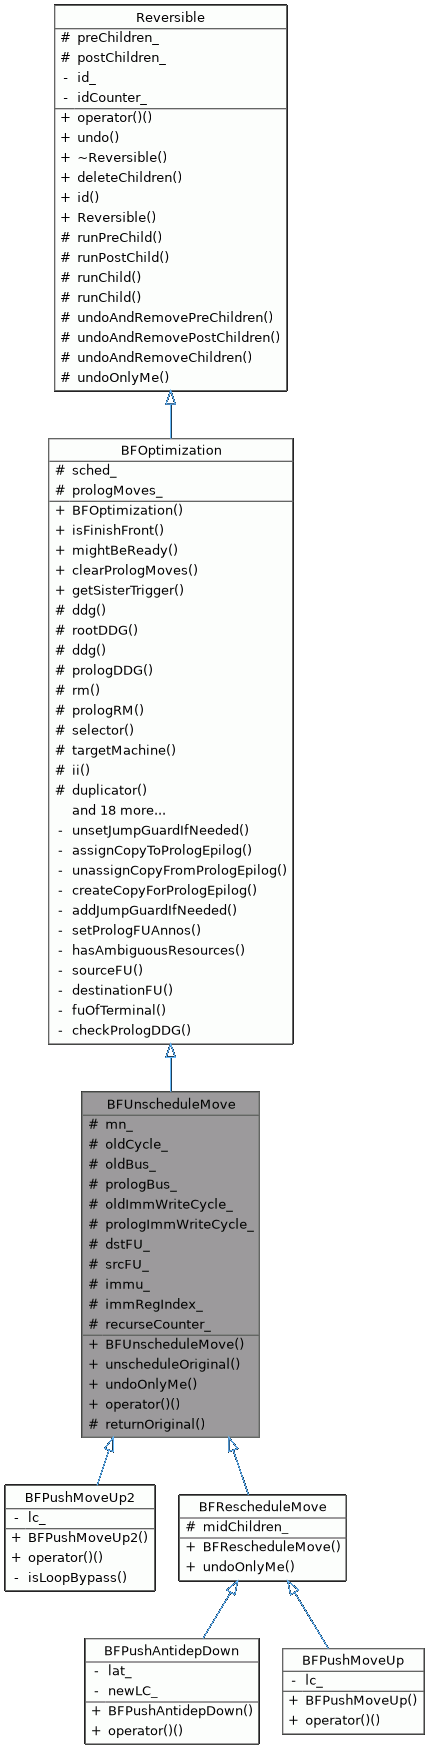 Reversible
# preChildren_
# postChildren_
- id_
- idCounter_
+ operator()()
+ undo()
+ ~Reversible()
+ deleteChildren()
+ id()
+ Reversible()
# runPreChild()
# runPostChild()
# runChild()
# runChild()
# undoAndRemovePreChildren()
# undoAndRemovePostChildren()
# undoAndRemoveChildren()
# undoOnlyMe()
BFOptimization
# sched_
# prologMoves_
+ BFOptimization()
+ isFinishFront()
+ mightBeReady()
+ clearPrologMoves()
+ getSisterTrigger()
# ddg()
# rootDDG()
# ddg()
# prologDDG()
# rm()
# prologRM()
# selector()
# targetMachine()
# ii()
# duplicator()
and 18 more...
- unsetJumpGuardIfNeeded()
- assignCopyToPrologEpilog()
- unassignCopyFromPrologEpilog()
- createCopyForPrologEpilog()
- addJumpGuardIfNeeded()
- setPrologFUAnnos()
- hasAmbiguousResources()
- sourceFU()
- destinationFU()
- fuOfTerminal()
- checkPrologDDG()
BFUnscheduleMove
# mn_
# oldCycle_
# oldBus_
# prologBus_
# oldImmWriteCycle_
# prologImmWriteCycle_
# dstFU_
# srcFU_
# immu_
# immRegIndex_
# recurseCounter_
+ BFUnscheduleMove()
+ unscheduleOriginal()
+ undoOnlyMe()
+ operator()()
# returnOriginal()
BFPushMoveUp2
- lc_
+ BFPushMoveUp2()
+ operator()()
- isLoopBypass()
BFRescheduleMove
# midChildren_
+ BFRescheduleMove()
+ undoOnlyMe()
BFPushAntidepDown
- lat_
- newLC_
+ BFPushAntidepDown()
+ operator()()
BFPushMoveUp
- lc_
+ BFPushMoveUp()
+ operator()()